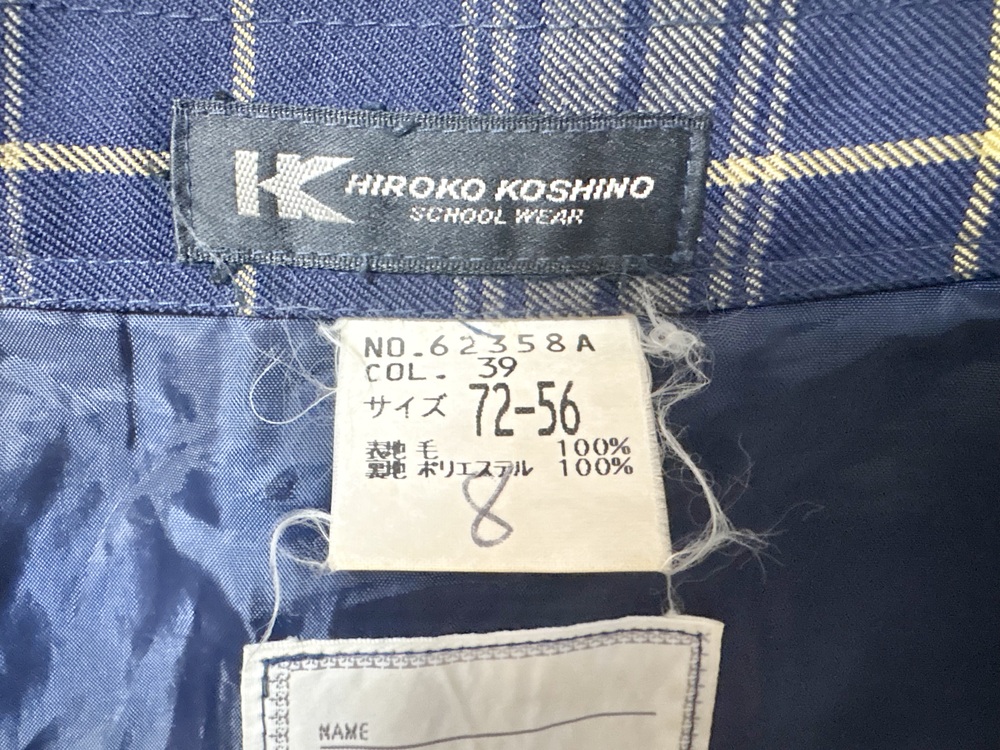 HIROKO KOSHINO
SCHOOL WEAR
NO.62358A
COL. 39
サイズ 72-56
表地 毛 100%
裏地 ポリエステル 100%
8
NAME